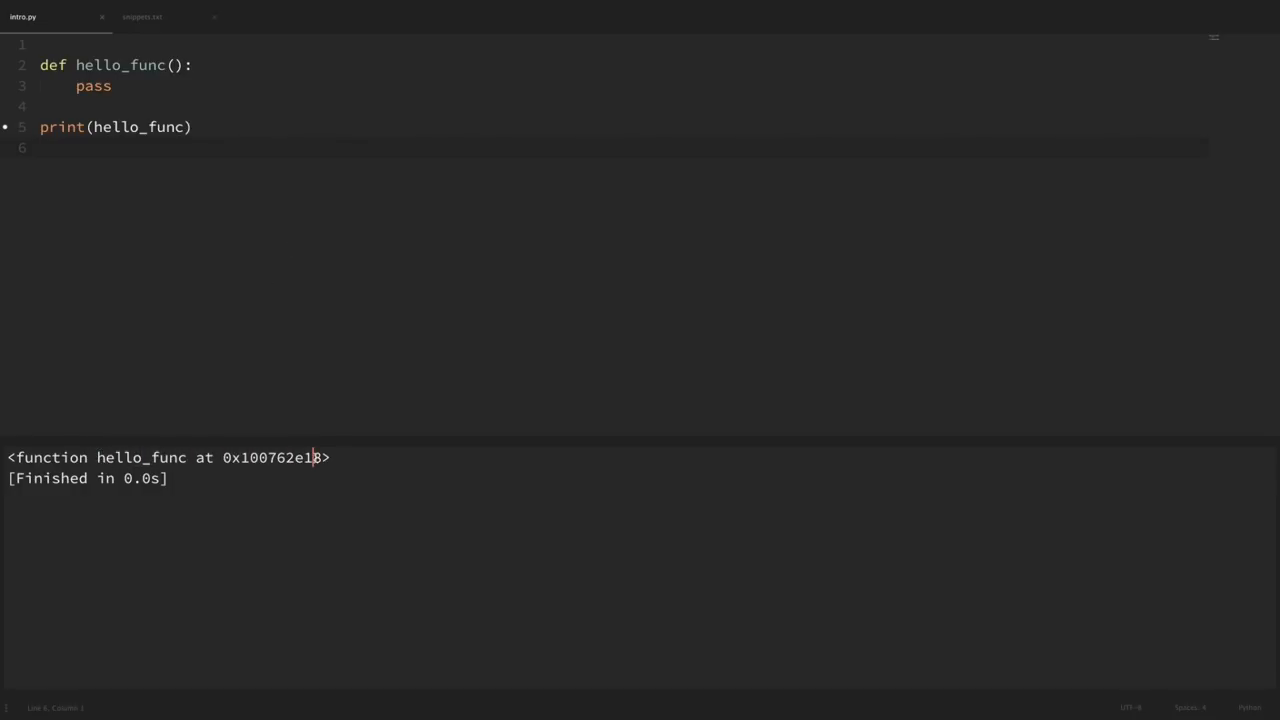 intro.py
snippets.txt
1
2 def hello_func():
3 pass
4
5 print(hello_func)
6
<function hello_func at 0x100762e18>
[Finished in 0.0s]
Line 6, Column 1
UTF-8
Spaces: 4
Python